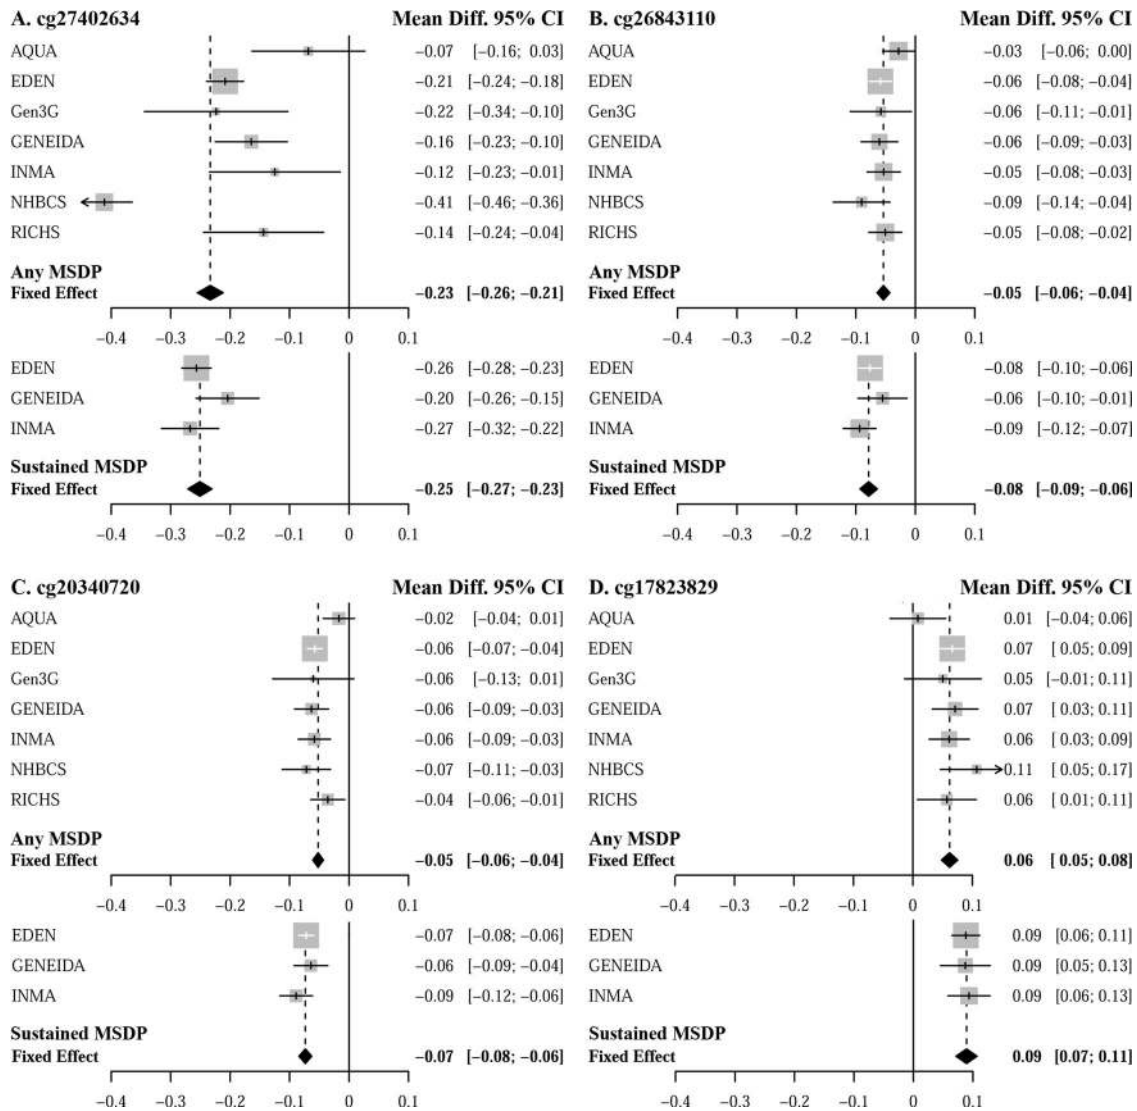 A. cg27402634 Mean Diff. 95% CI
AQUA −0.07 [−0.16; 0.03]
EDEN −0.21 [−0.24; −0.18]
Gen3G −0.22 [−0.34; −0.10]
GENEIDA −0.16 [−0.23; −0.10]
INMA −0.12 [−0.23; −0.01]
NHBCS −0.41 [−0.46; −0.36]
RICHS −0.14 [−0.24; −0.04]
Any MSDP
Fixed Effect −0.23 [−0.26; −0.21]
−0.4 −0.3 −0.2 −0.1 0 0.1
EDEN −0.26 [−0.28; −0.23]
GENEIDA −0.20 [−0.26; −0.15]
INMA −0.27 [−0.32; −0.22]
Sustained MSDP
Fixed Effect −0.25 [−0.27; −0.23]
−0.4 −0.3 −0.2 −0.1 0 0.1
B. cg26843110 Mean Diff. 95% CI
AQUA −0.03 [−0.06; 0.00]
EDEN −0.06 [−0.08; −0.04]
Gen3G −0.06 [−0.11; −0.01]
GENEIDA −0.06 [−0.09; −0.03]
INMA −0.05 [−0.08; −0.03]
NHBCS −0.09 [−0.14; −0.04]
RICHS −0.05 [−0.08; −0.02]
Any MSDP
Fixed Effect −0.05 [−0.06; −0.04]
−0.4 −0.3 −0.2 −0.1 0 0.1
EDEN −0.08 [−0.10; −0.06]
GENEIDA −0.06 [−0.10; −0.01]
INMA −0.09 [−0.12; −0.07]
Sustained MSDP
Fixed Effect −0.08 [−0.09; −0.06]
−0.4 −0.3 −0.2 −0.1 0 0.1
C. cg20340720 Mean Diff. 95% CI
AQUA −0.02 [−0.04; 0.01]
EDEN −0.06 [−0.07; −0.04]
Gen3G −0.06 [−0.13; 0.01]
GENEIDA −0.06 [−0.09; −0.03]
INMA −0.06 [−0.09; −0.03]
NHBCS −0.07 [−0.11; −0.03]
RICHS −0.04 [−0.06; −0.01]
Any MSDP
Fixed Effect −0.05 [−0.06; −0.04]
−0.4 −0.3 −0.2 −0.1 0 0.1
EDEN −0.07 [−0.08; −0.06]
GENEIDA −0.06 [−0.09; −0.04]
INMA −0.09 [−0.12; −0.06]
Sustained MSDP
Fixed Effect −0.07 [−0.08; −0.06]
−0.4 −0.3 −0.2 −0.1 0 0.1
D. cg17823829 Mean Diff. 95% CI
AQUA 0.01 [−0.04; 0.06]
EDEN 0.07 [ 0.05; 0.09]
Gen3G 0.05 [−0.01; 0.11]
GENEIDA 0.07 [ 0.03; 0.11]
INMA 0.06 [ 0.03; 0.09]
NHBCS 0.11 [ 0.05; 0.17]
RICHS 0.06 [ 0.01; 0.11]
Any MSDP
Fixed Effect 0.06 [ 0.05; 0.08]
−0.4 −0.3 −0.2 −0.1 0 0.1
EDEN 0.09 [0.06; 0.11]
GENEIDA 0.09 [0.05; 0.13]
INMA 0.09 [0.06; 0.13]
Sustained MSDP
Fixed Effect 0.09 [0.07; 0.11]
−0.4 −0.3 −0.2 −0.1 0 0.1